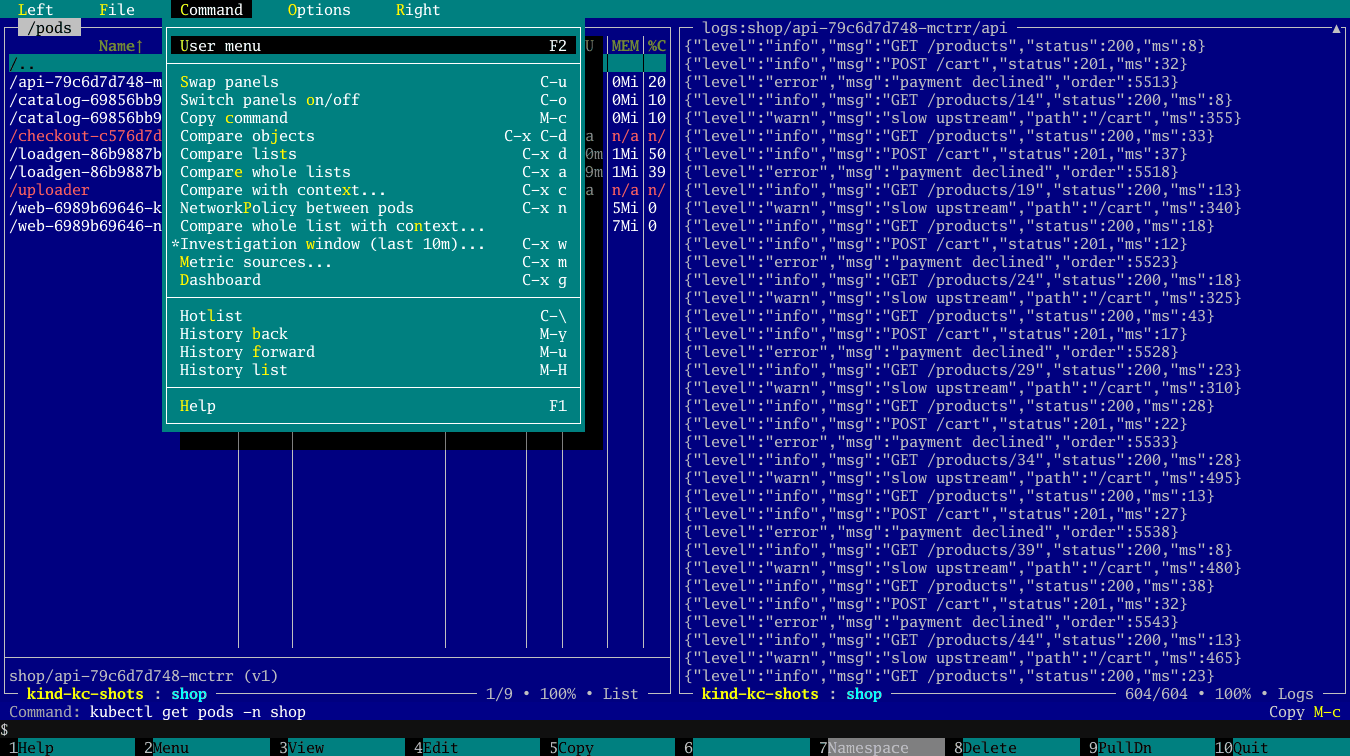 Left File Command Options Right
/pods
logs:shop/api-79c6d7d748-mctrr/api ▲
Name↑ U MEM %C
/..
/api-79c6d7d748-m 0Mi 20
/catalog-69856bb9 0Mi 10
/catalog-69856bb9 0Mi 10
/checkout-c576d7d a n/a n/
/loadgen-86b9887b 0m 1Mi 50
/loadgen-86b9887b 9m 1Mi 39
/uploader a n/a n/
/web-6989b69646-k 5Mi 0
/web-6989b69646-n 7Mi 0
User menu F2
Swap panels C-u
Switch panels on/off C-o
Copy command M-c
Compare objects C-x C-d
Compare lists C-x d
Compare whole lists C-x a
Compare with context... C-x c
NetworkPolicy between pods C-x n
Compare whole list with context...
*Investigation window (last 10m)... C-x w
Metric sources... C-x m
Dashboard C-x g
Hotlist C-\
History back M-y
History forward M-u
History list M-H
Help F1
shop/api-79c6d7d748-mctrr (v1)
kind-kc-shots : shop 1/9 • 100% • List
{"level":"info","msg":"GET /products","status":200,"ms":8}
{"level":"info","msg":"POST /cart","status":201,"ms":32}
{"level":"error","msg":"payment declined","order":5513}
{"level":"info","msg":"GET /products/14","status":200,"ms":8}
{"level":"warn","msg":"slow upstream","path":"/cart","ms":355}
{"level":"info","msg":"GET /products","status":200,"ms":33}
{"level":"info","msg":"POST /cart","status":201,"ms":37}
{"level":"error","msg":"payment declined","order":5518}
{"level":"info","msg":"GET /products/19","status":200,"ms":13}
{"level":"warn","msg":"slow upstream","path":"/cart","ms":340}
{"level":"info","msg":"GET /products","status":200,"ms":18}
{"level":"info","msg":"POST /cart","status":201,"ms":12}
{"level":"error","msg":"payment declined","order":5523}
{"level":"info","msg":"GET /products/24","status":200,"ms":18}
{"level":"warn","msg":"slow upstream","path":"/cart","ms":325}
{"level":"info","msg":"GET /products","status":200,"ms":43}
{"level":"info","msg":"POST /cart","status":201,"ms":17}
{"level":"error","msg":"payment declined","order":5528}
{"level":"info","msg":"GET /products/29","status":200,"ms":23}
{"level":"warn","msg":"slow upstream","path":"/cart","ms":310}
{"level":"info","msg":"GET /products","status":200,"ms":28}
{"level":"info","msg":"POST /cart","status":201,"ms":22}
{"level":"error","msg":"payment declined","order":5533}
{"level":"info","msg":"GET /products/34","status":200,"ms":28}
{"level":"warn","msg":"slow upstream","path":"/cart","ms":495}
{"level":"info","msg":"GET /products","status":200,"ms":13}
{"level":"info","msg":"POST /cart","status":201,"ms":27}
{"level":"error","msg":"payment declined","order":5538}
{"level":"info","msg":"GET /products/39","status":200,"ms":8}
{"level":"warn","msg":"slow upstream","path":"/cart","ms":480}
{"level":"info","msg":"GET /products","status":200,"ms":38}
{"level":"info","msg":"POST /cart","status":201,"ms":32}
{"level":"error","msg":"payment declined","order":5543}
{"level":"info","msg":"GET /products/44","status":200,"ms":13}
{"level":"warn","msg":"slow upstream","path":"/cart","ms":465}
{"level":"info","msg":"GET /products","status":200,"ms":23}
kind-kc-shots : shop 604/604 • 100% • Logs
Command: kubectl get pods -n shop Copy M-c
$
1Help 2Menu 3View 4Edit 5Copy 6 7Namespace 8Delete 9PullDn 10Quit